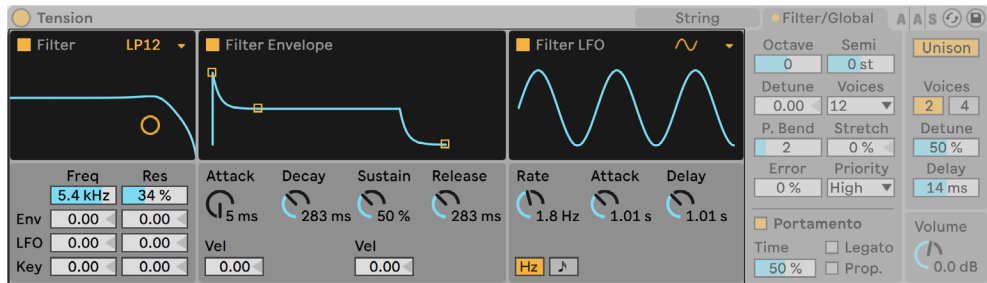 Tension
String
Filter/Global
A A S
Filter
LP12
Filter Envelope
Filter LFO
Freq
Res
5.4 kHz
34 %
Env
0.00
0.00
LFO
0.00
0.00
Key
0.00
0.00
Attack
Decay
Sustain
Release
5 ms
283 ms
50 %
283 ms
Vel
Vel
0.00
0.00
Rate
Attack
Delay
1.8 Hz
1.01 s
1.01 s
Hz
♪
Octave
Semi
0
0 st
Detune
Voices
0.00
12
P. Bend
Stretch
2
0 %
Error
Priority
0 %
High
Portamento
Time
Legato
50 %
Prop.
Unison
Voices
2
4
Detune
50 %
Delay
14 ms
Volume
0.0 dB